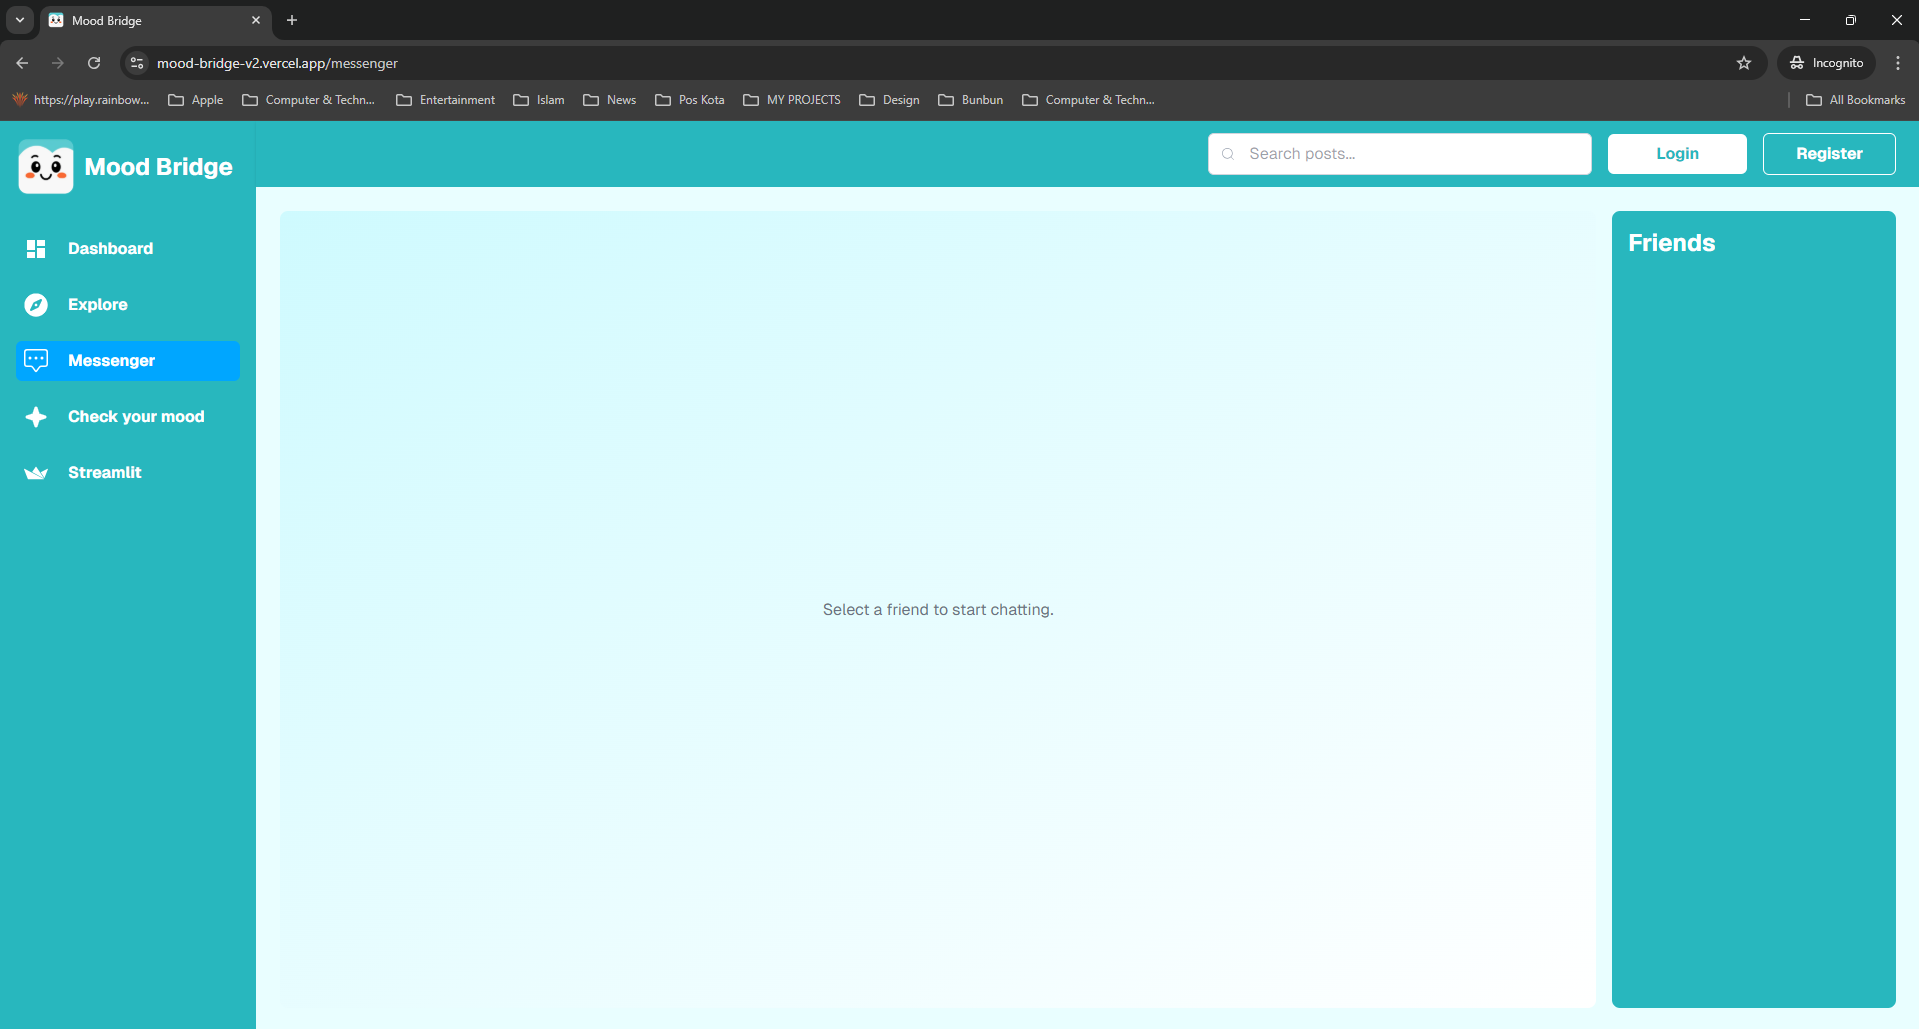 Mood Bridge
mood-bridge-v2.vercel.app/messenger
Incognito
https://play.rainbow...
Apple
Computer & Techn...
Entertainment
Islam
News
Pos Kota
MY PROJECTS
Design
Bunbun
Computer & Techn...
All Bookmarks
Mood Bridge
Search posts...
Login
Register
Dashboard
Explore
Messenger
Check your mood
Streamlit
Select a friend to start chatting.
Friends